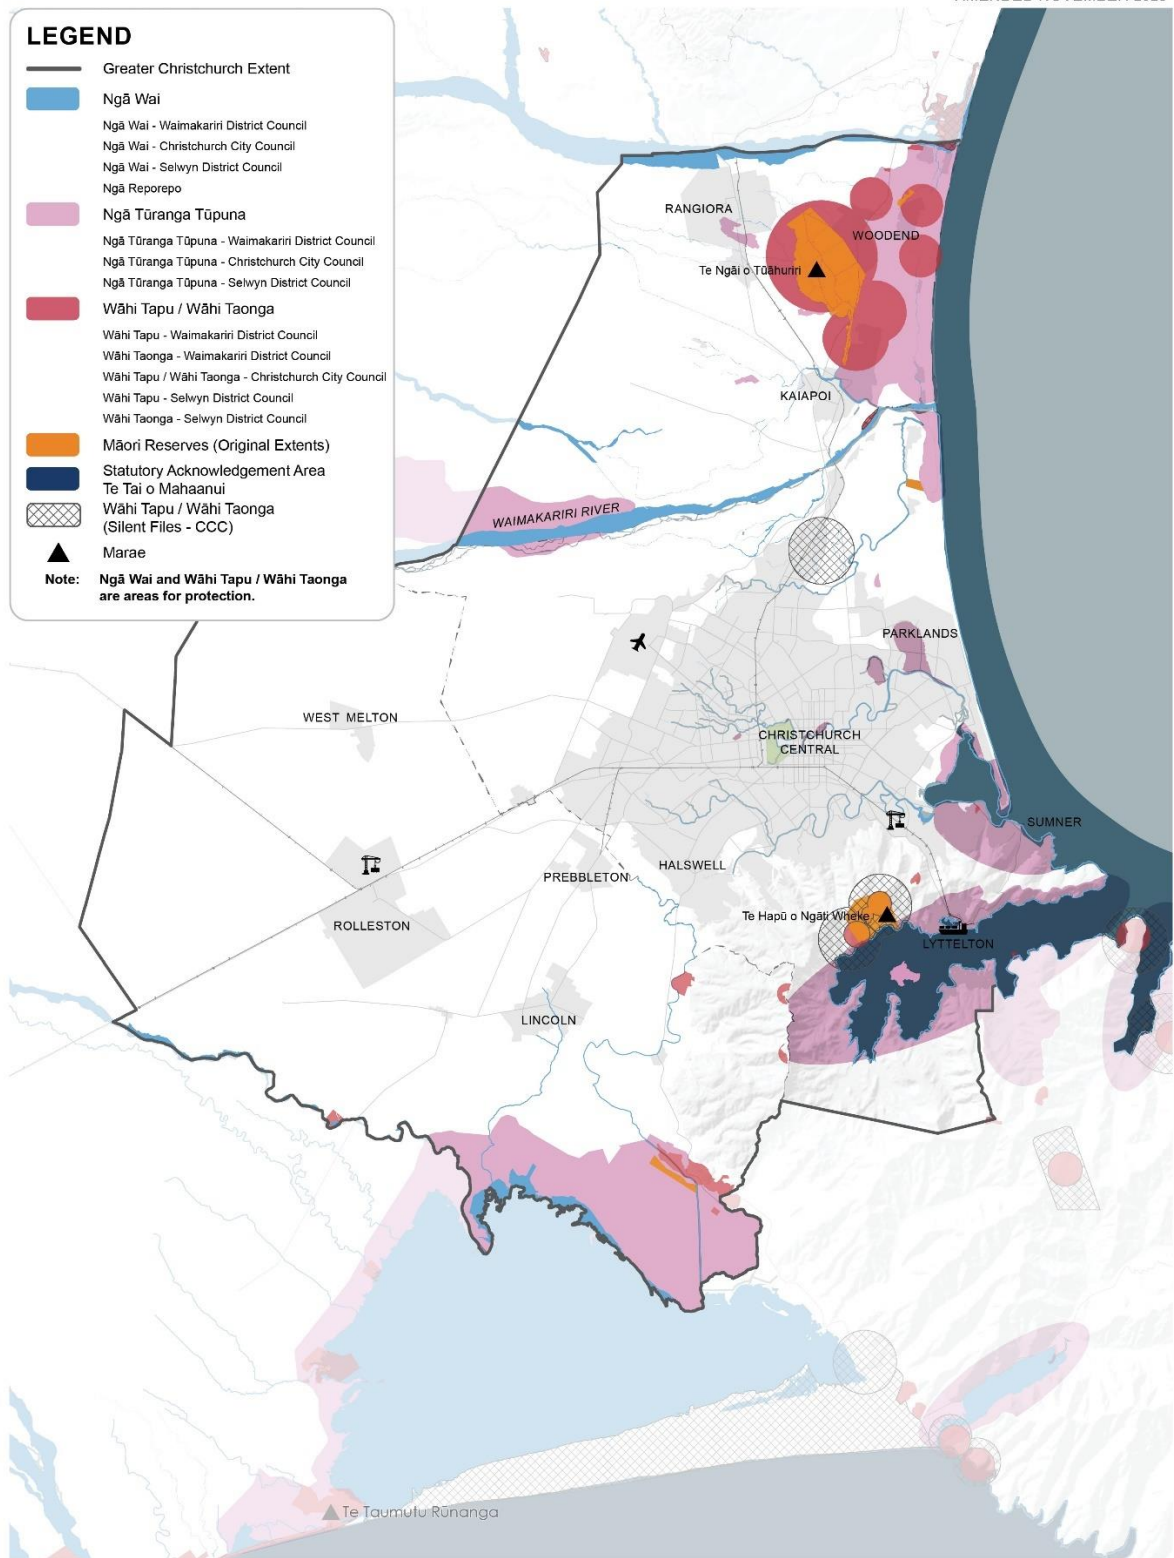 LEGEND
Greater Christchurch Extent
Ngā Wai
Ngā Wai - Waimakariri District Council
Ngā Wai - Christchurch City Council
Ngā Wai - Selwyn District Council
Ngā Reporepo
Ngā Tūranga Tūpuna
Ngā Tūranga Tūpuna - Waimakariri District Council
Ngā Tūranga Tūpuna - Christchurch City Council
Ngā Tūranga Tūpuna - Selwyn District Council
Wāhi Tapu / Wāhi Taonga
Wāhi Tapu - Waimakariri District Council
Wāhi Taonga - Waimakariri District Council
Wāhi Tapu / Wāhi Taonga - Christchurch City Council
Wāhi Tapu - Selwyn District Council
Wāhi Taonga - Selwyn District Council
Māori Reserves (Original Extents)
Statutory Acknowledgement Area
Te Tai o Mahaanui
Wāhi Tapu / Wāhi Taonga
(Silent Files - CCC)
Marae
Note: Ngā Wai and Wāhi Tapu / Wāhi Taonga
are areas for protection.
RANGIORA
WOODEND
Te Ngāi o Tūāhuriri
KAIAPOI
WAIMAKARIRI RIVER
PARKLANDS
WEST MELTON
CHRISTCHURCH
CENTRAL
SUMNER
HALSWELL
PREBBLETON
ROLLESTON
Te Hapū o Ngāti Wheke
LYTTELTON
LINCOLN
Te Taumutu Rūnanga